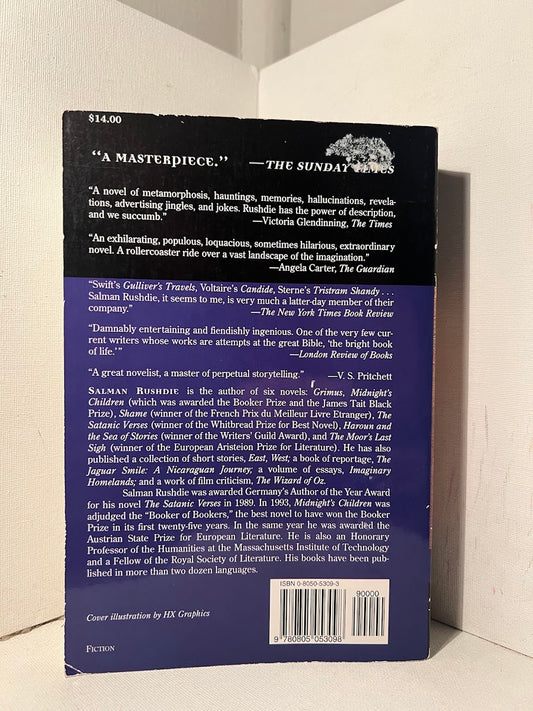 $14.00
"A MASTERPIECE." —THE SUNDAY TIMES
"A novel of metamorphosis, hauntings, memories, hallucinations, revela-
tions, advertising jingles, and jokes. Rushdie has the power of description,
and we succumb." —Victoria Glendinning, The Times
"An exhilarating, populous, loquacious, sometimes hilarious, extraordinary
novel. A rollercoaster ride over a vast landscape of the imagination."
—Angela Carter, The Guardian
"Swift's Gulliver's Travels, Voltaire's Candide, Sterne's Tristram Shandy . . .
Salman Rushdie, it seems to me, is very much a latter-day member of their
company." —The New York Times Book Review
"Damnably entertaining and fiendishly ingenious. One of the very few cur-
rent writers whose works are attempts at the great Bible, 'the bright book
of life.'" —London Review of Books
"A great novelist, a master of perpetual storytelling." —V. S. Pritchett
SALMAN RUSHDIE is the author of six novels: Grimus, Midnight's
Children (which was awarded the Booker Prize and the James Tait Black
Prize), Shame (winner of the French Prix du Meilleur Livre Etranger), The
Satanic Verses (winner of the Whitbread Prize for Best Novel), Haroun and
the Sea of Stories (winner of the Writers' Guild Award), and The Moor's Last
Sigh (winner of the European Aristeion Prize for Literature). He has also
published a collection of short stories, East, West; a book of reportage, The
Jaguar Smile: A Nicaraguan Journey; a volume of essays, Imaginary
Homelands; and a work of film criticism, The Wizard of Oz.
Salman Rushdie was awarded Germany's Author of the Year Award
for his novel The Satanic Verses in 1989. In 1993, Midnight's Children was
adjudged the "Booker of Bookers," the best novel to have won the Booker
Prize in its first twenty-five years. In the same year he was awarded the
Austrian State Prize for European Literature. He is also an Honorary
Professor of the Humanities at the Massachusetts Institute of Technology
and a Fellow of the Royal Society of Literature. His books have been pub-
lished in more than two dozen languages.
ISBN 0-8050-5309-3
90000
9 780805 053098
Cover illustration by HX Graphics
FICTION